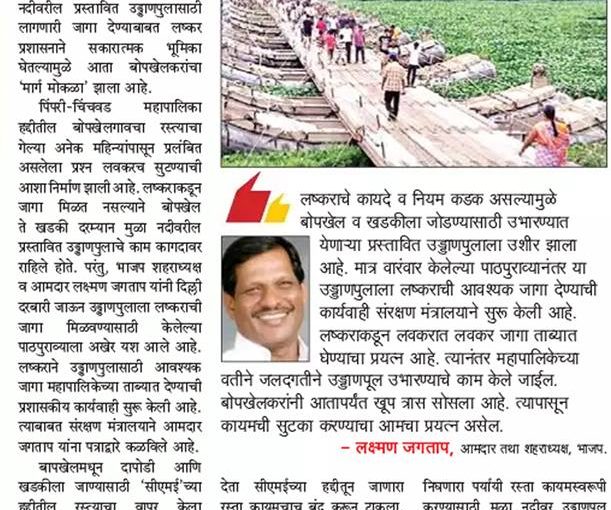 नदीवरील प्रस्तावित उड्डाणपुलासाठी
लागणारी जागा देण्याबाबत लष्कर
प्रशासनाने सकारात्मक भूमिका
घेतल्यामुळे आता बोपखेलकरांचा
‘मार्ग मोकळा’ झाला आहे.
पिंपरी-चिंचवड महापालिका
हद्दीतील बोपखेलगावचा रस्त्याचा
गेल्या अनेक महिन्यांपासून प्रलंबित
असलेला प्रश्न लवकरच सुटण्याची
आशा निर्माण झाली आहे. लष्कराकडून
जागा मिळत नसल्याने बोपखेल
ते खडकी दरम्यान मुळा नदीवरील
प्रस्तावित उड्डाणपुलाचे काम कागदावर
राहिले होते. परंतु, भाजप शहराध्यक्ष
व आमदार लक्ष्मण जगताप यांनी दिल्ली
दरबारी जाऊन उड्डाणपुलाला लष्कराची
जागा मिळवण्यासाठी केलेल्या
पाठपुराव्याला अखेर यश आले आहे.
लष्कराने उड्डाणपुलासाठी आवश्यक
जागा महापालिकेच्या ताब्यात देण्याची
प्रशासकीय कार्यवाही सुरू केली आहे.
त्याबाबत संरक्षण मंत्रालयाने आमदार
जगताप यांना पत्राद्वारे कळविले आहे.
बापखेलमधून दापोडी आणि
खडकीला जाण्यासाठी ‘सीएमई’च्या
हद्दीतील रस्त्याचा वापर केला
लष्कराचे कायदे व नियम कडक असल्यामुळे
बोपखेल व खडकीला जोडण्यासाठी उभारण्यात
येणाऱ्या प्रस्तावित उड्डाणपुलाला उशीर झाला
आहे. मात्र वारंवार केलेल्या पाठपुराव्यानंतर या
उड्डाणपुलाला लष्कराची आवश्यक जागा देण्याची
कार्यवाही संरक्षण मंत्रालयाने सुरू केली आहे.
लष्कराकडून लवकरात लवकर जागा ताब्यात
घेण्याचा प्रयत्न आहे. त्यानंतर महापालिकेच्या
वतीने जलदगतीने उड्डाणपूल उभारण्याचे काम केले जाईल.
बोपखेलकरांनी आतापर्यंत खूप त्रास सोसला आहे. त्यापासून
कायमची सुटका करण्याचा आमचा प्रयत्न असेल.
– लक्ष्मण जगताप, आमदार तथा शहराध्यक्ष, भाजप.
देता सीएमईच्या हद्दीतून जाणारा
रस्ता कायमचाच बंद करून टाकला.
निघणारा पर्यायी रस्ता कायमस्वरूपी
करण्यासाठी मुळा नदीवर उड्डाणपूल